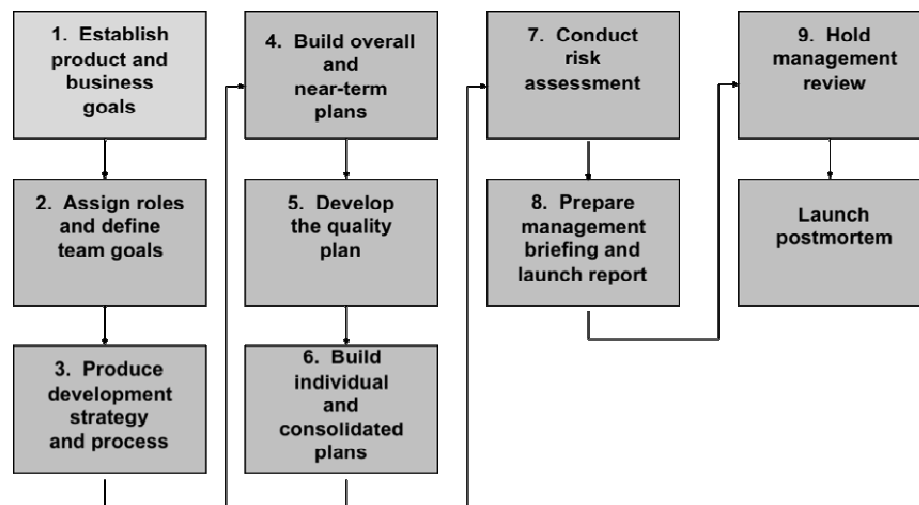 1. Establish
product and
business
goals
2. Assign roles
and define
team goals
3. Produce
development
strategy
and process
4. Build overall
and
near-term
plans
5. Develop
the quality
plan
6. Build
individual
and
consolidated
plans
7. Conduct
risk
assessment
8. Prepare
management
briefing and
launch report
9. Hold
management
review
Launch
postmortem